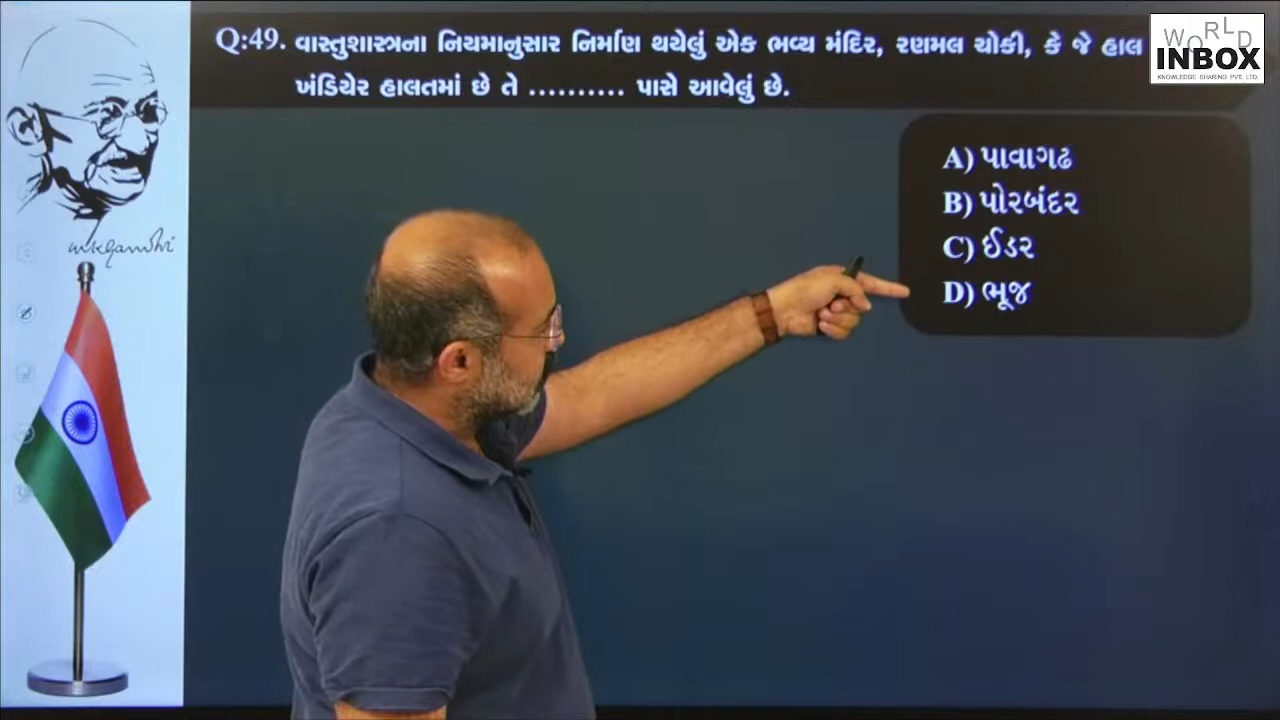 Q:49. વાસ્તુશાસ્ત્રના નિયમાનુસાર નિર્માણ થયેલું એક ભવ્ય મંદિર, રણમલ ચોકી, કે જે હાલ
ખંડિયેર હાલતમાં છે તે .......... પાસે આવેલું છે.
WORLD
INBOX
KNOWLEDGE SHARING PVT. LTD.
A) પાવાગઢ
B) પોરબંદર
C) ઈડર
D) ભૂજ
mkgandhi